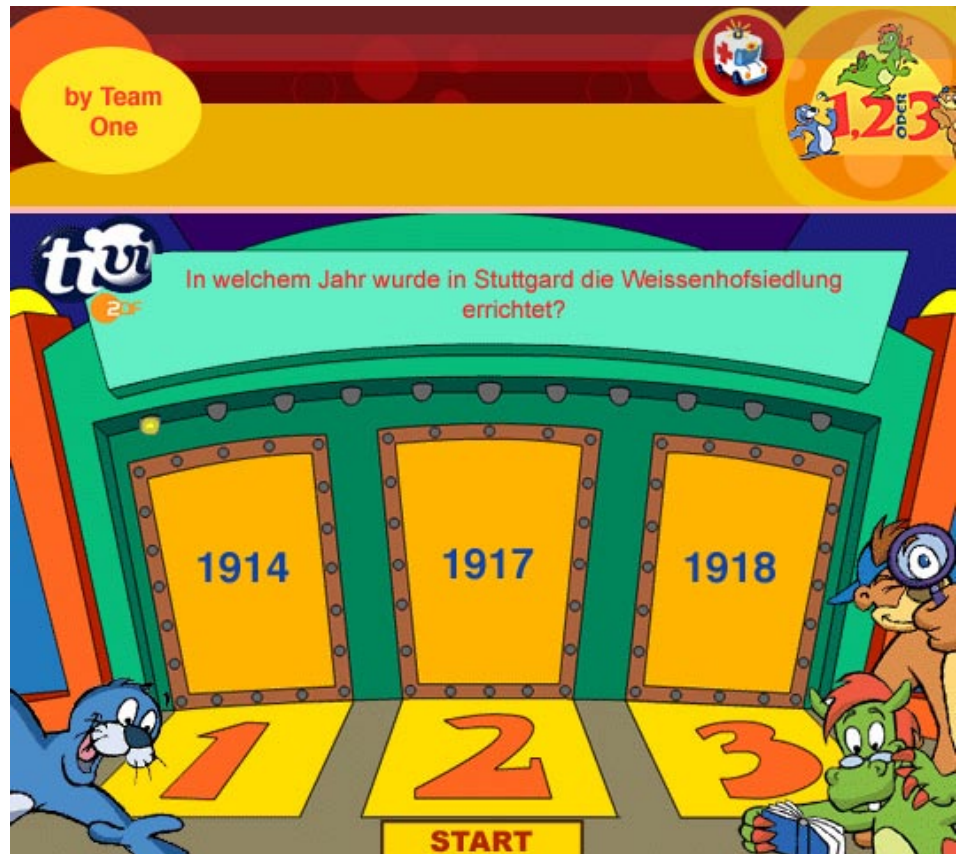 by Team
One
1,2 ODER 3
tivi
ZDF
In welchem Jahr wurde in Stuttgard die Weissenhofsiedlung
errichtet?
1914
1917
1918
1
2
3
START